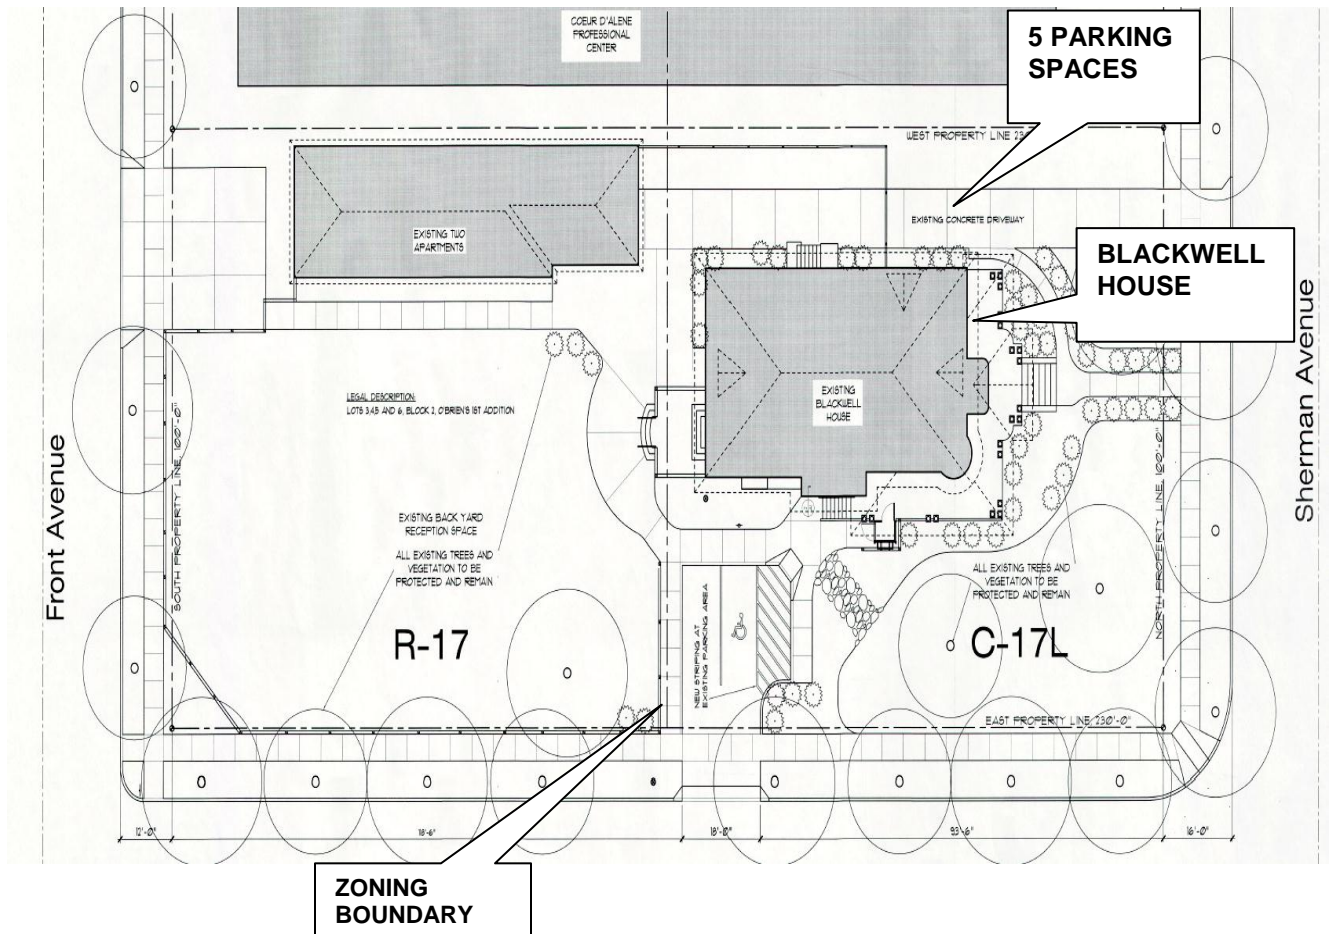 COEUR D'ALENE
PROFESSIONAL
CENTER
5 PARKING
SPACES
WEST PROPERTY LINE
EXISTING CONCRETE DRIVEWAY
EXISTING TWO
APARTMENTS
BLACKWELL
HOUSE
EXISTING
BLACKWELL
HOUSE
LEGAL DESCRIPTION:
LOTS 3,4,5 AND 6, BLOCK 2, O'BRIEN'S 1ST ADDITION
Front Avenue
SOUTH PROPERTY LINE, 100'-0"
EXISTING BACK YARD
RECEPTION SPACE
ALL EXISTING TREES AND
VEGETATION TO BE
PROTECTED AND REMAIN
R-17
NEW STRIPING AT
EXISTING PARKING AREA
ALL EXISTING TREES AND
VEGETATION TO BE
PROTECTED AND REMAIN
C-17L
NORTH PROPERTY LINE, 100'-0"
Sherman Avenue
EAST PROPERTY LINE, 230'-0"
12'-0"
18'-0"
93'-6"
16'-0"
ZONING
BOUNDARY